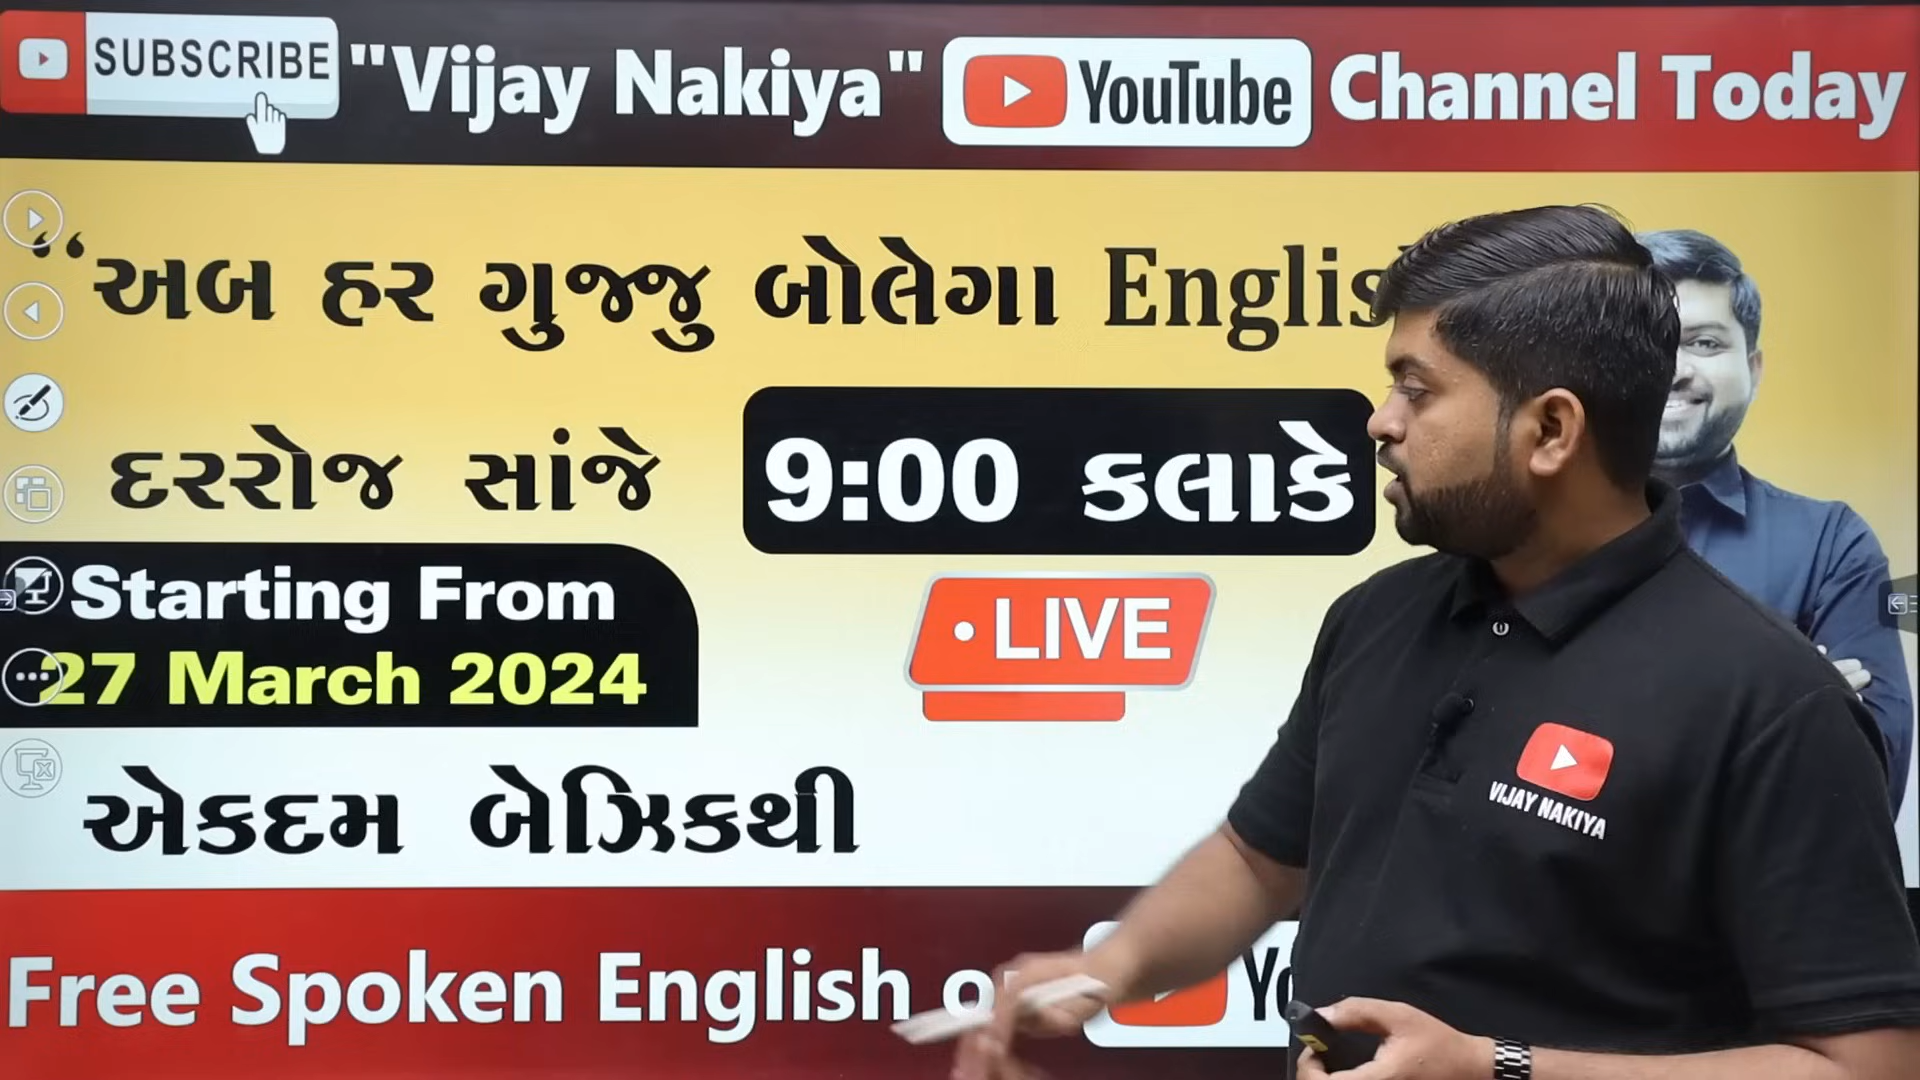 SUBSCRIBE "Vijay Nakiya" YouTube Channel Today
“અબ હર ગુજ્જુ બોલેગા
દરરોજ સાંજે 9:00 કલાકે
Starting From
27 March 2024
LIVE
એકદમ બેઝિકથી
VIJAY NAKIYA
Free Spoken English